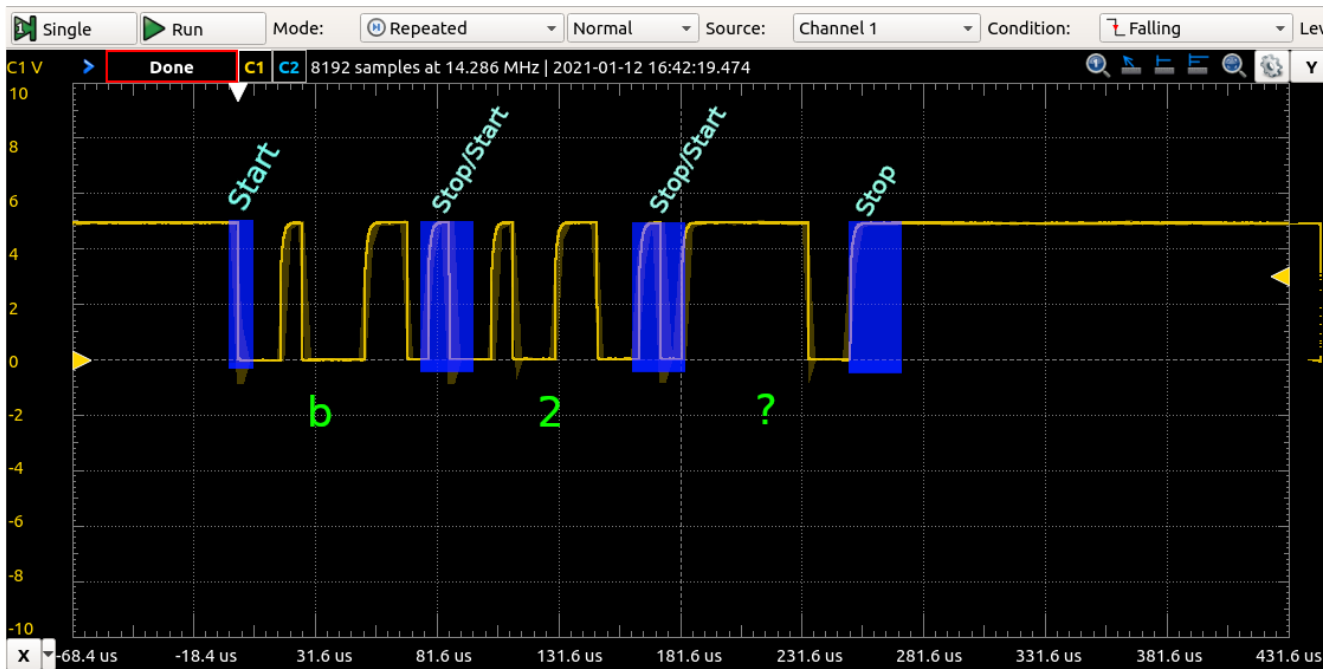 Single Run Mode: Repeated Normal Source: Channel 1 Condition: Falling Lev
C1 V Done C1 C2 8192 samples at 14.286 MHz | 2021-01-12 16:42:19.474 Y
10
8
6
4
2
0
-2
-4
-6
-8
-10
Start
Stop/Start
Stop/Start
Stop
b 2 ?
X -68.4 us -18.4 us 31.6 us 81.6 us 131.6 us 181.6 us 231.6 us 281.6 us 331.6 us 381.6 us 431.6 us